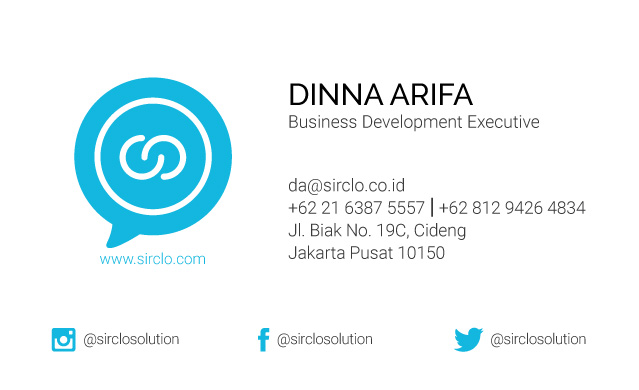 DINNA ARIFA
Business Development Executive
da@sirclo.co.id
+62 21 6387 5557 | +62 812 9426 4834
Jl. Biak No. 19C, Cideng
Jakarta Pusat 10150
www.sirclo.com
@sirclosolution
@sirclosolution
@sirclosolution